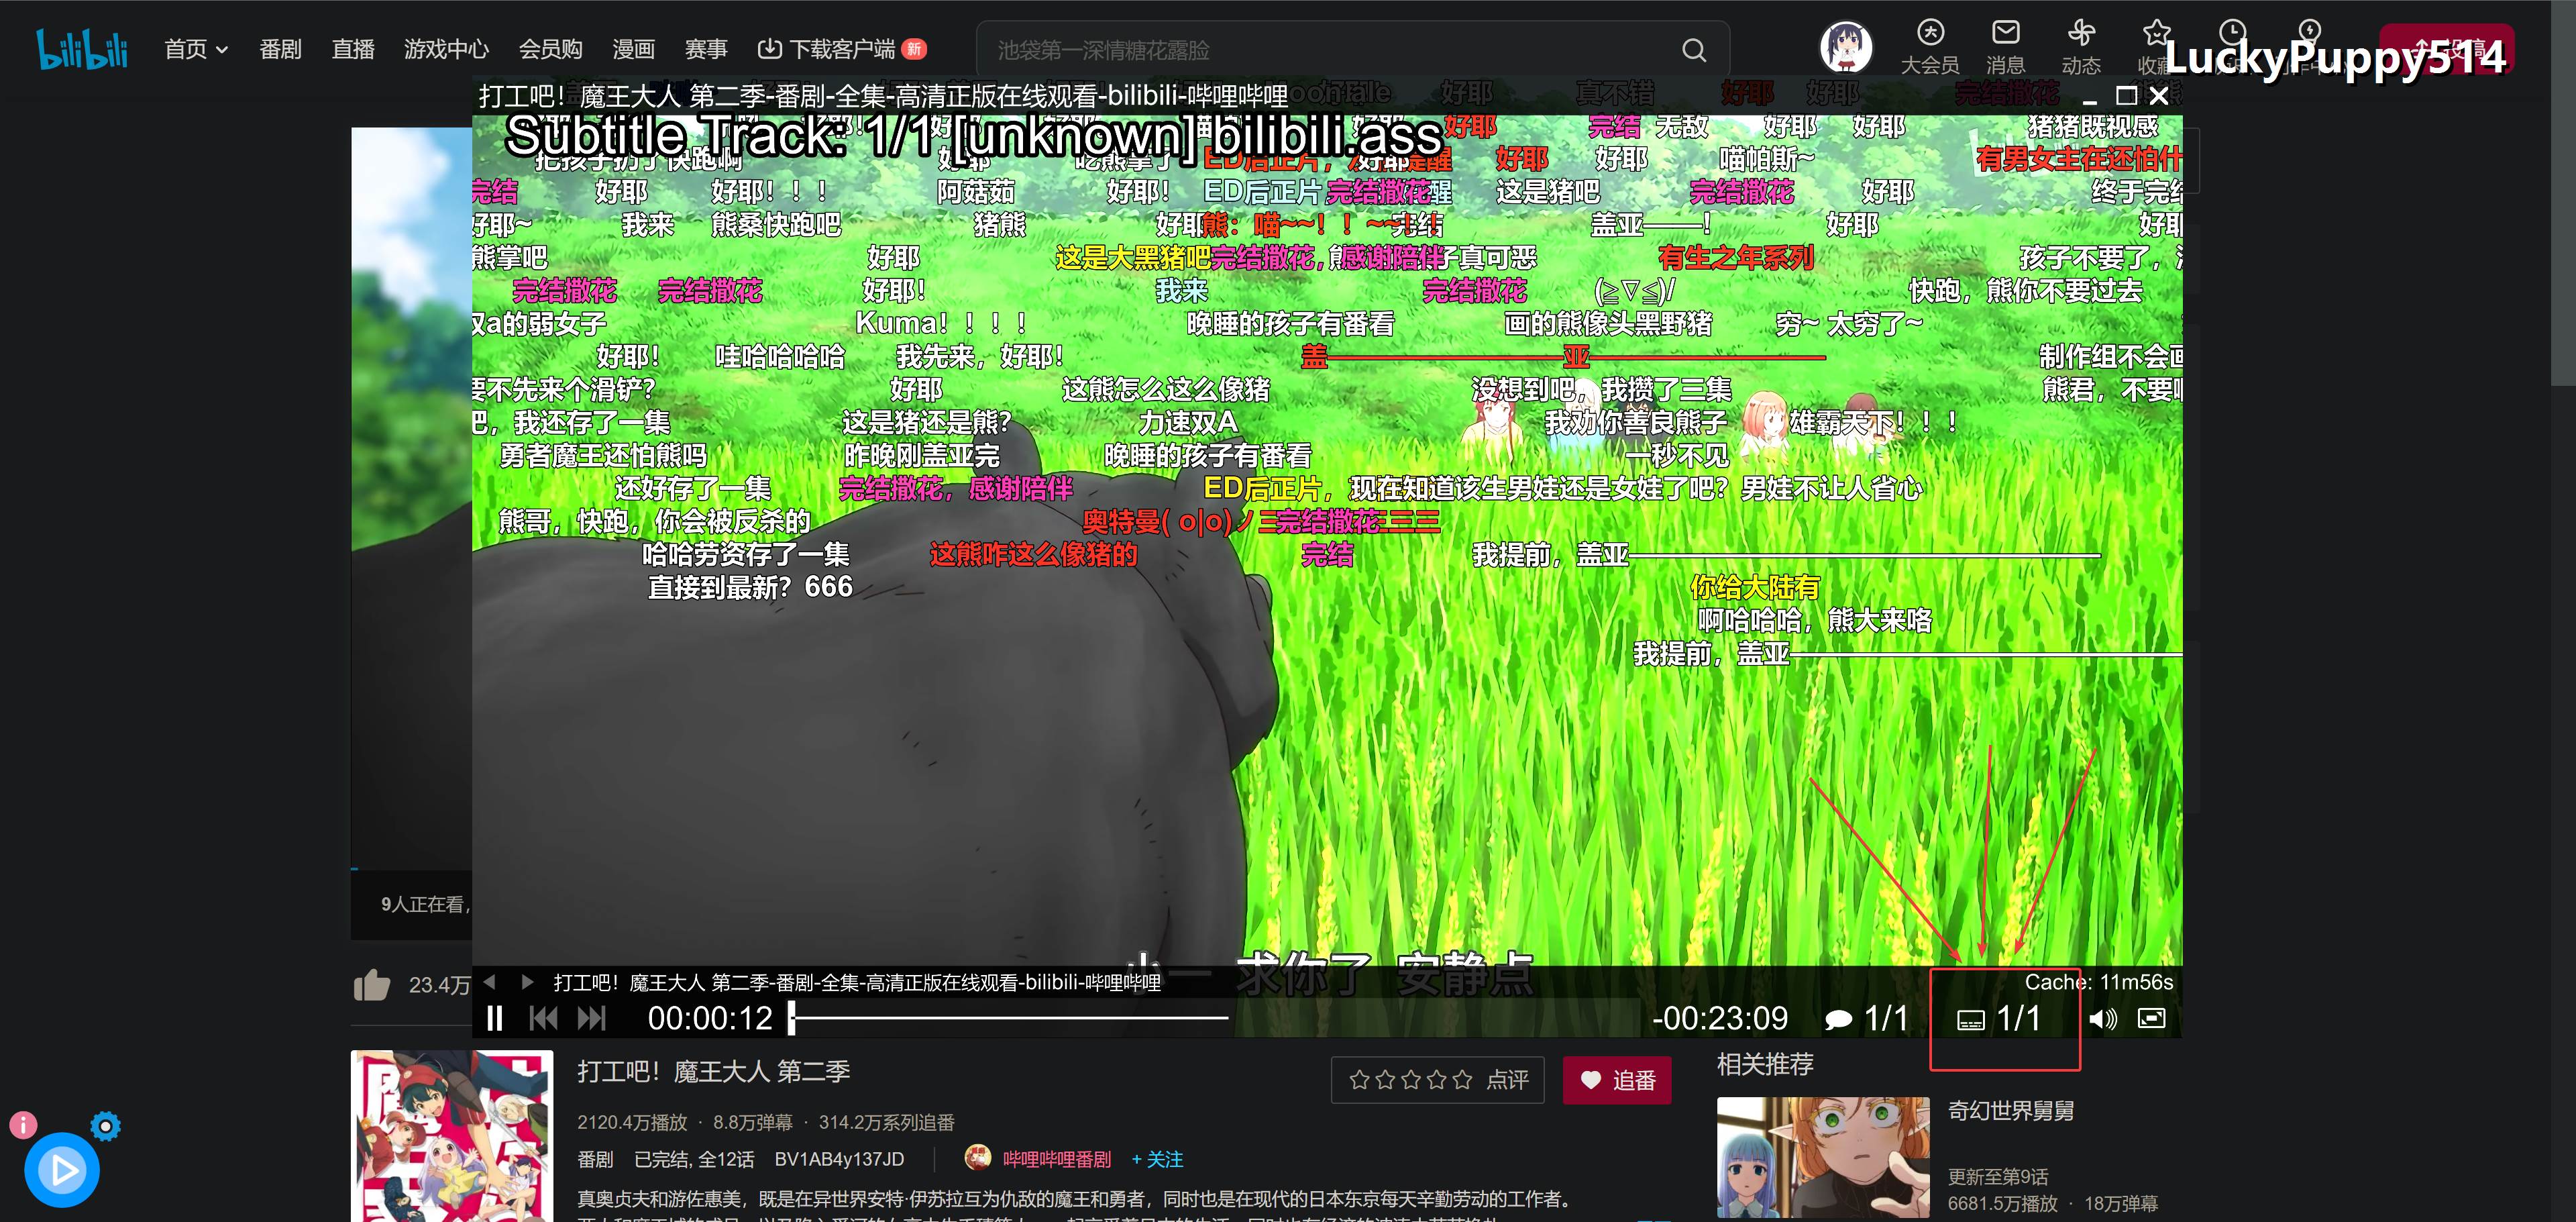 bilibili 首页 番剧 直播 游戏中心 会员购 漫画 赛事 下载客户端 新
池袋第一深情糖花露脸
大会员 消息 动态
LuckyPuppy514
好耶 真不错 好耶 好耶 完结撒花
打工吧！魔王大人 第二季-番剧-全集-高清正版在线观看-bilibili-哔哩哔哩
Subtitle Track: 1/1 [unknown] bilibili.ass
好耶 完结 无敌 好耶 好耶 猪猪既视感
把孩子扔了快跑啊 好耶 好耶 好耶 喵帕斯~ 有男女主在还怕什
完结 好耶 好耶！！！ 阿菇茹 好耶！ ED后正片 完结撒花 醒 这是猪吧 完结撒花 好耶 终于完结
好耶~ 我来 熊桑快跑吧 猪熊 好耶 熊：喵~~！！~~！！ 完结 盖亚——！ 好耶 好耶
熊掌吧 好耶 这是大黑猪吧 完结撒花，感谢陪伴 子真可恶 有生之年系列 孩子不要了，
完结撒花 完结撒花 好耶！ 我来 完结撒花 (≧∇≦)/ 快跑，熊你不要过去
双a的弱女子 Kuma！！！！ 晚睡的孩子有番看 画的熊像头黑野猪 穷~ 太穷了~
好耶！ 哇哈哈哈哈 我先来，好耶！ 盖—————————亚————————— 制作组不会画
要不先来个滑铲？ 好耶 这熊怎么这么像猪 没想到吧，我攒了三集 熊君，不要
吧，我还存了一集 这是猪还是熊？ 力速双A 我劝你善良熊子 雄霸天下！！！
勇者魔王还怕熊吗 昨晚刚盖亚完 晚睡的孩子有番看 一秒不见
还好存了一集 完结撒花，感谢陪伴 ED后正片， 现在知道该生男娃还是女娃了吧？男娃不让人省心
熊哥，快跑，你会被反杀的 奥特曼( o|o)ノ三 完结撒花 三三三
哈哈劳资存了一集 这熊咋这么像猪的 完结 我提前，盖亚——————————————————
直接到最新？666 你给大陆有
啊哈哈哈，熊大来咯
我提前，盖亚———————————————
小一 求你了 安静点
9人正在看，
打工吧！魔王大人 第二季-番剧-全集-高清正版在线观看-bilibili-哔哩哔哩
Cache: 11m56s
00:00:12 -00:23:09 1/1 1/1
23.4万
打工吧！魔王大人 第二季
点评 追番
2120.4万播放 · 8.8万弹幕 · 314.2万系列追番
番剧 已完结, 全12话 BV1AB4y137JD 哔哩哔哩番剧 + 关注
真奥贞夫和游佐惠美，既是在异世界安特·伊苏拉互为仇敌的魔王和勇者，同时也是在现代的日本东京每天辛勤劳动的工作者。
相关推荐
奇幻世界舅舅
更新至第9话
6681.5万播放 · 18万弹幕